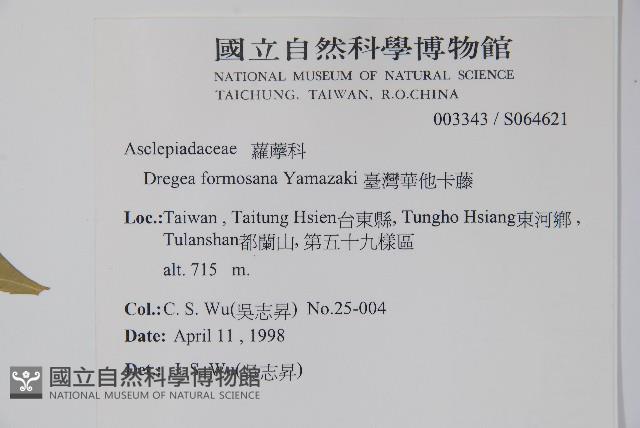 國立自然科學博物館
NATIONAL MUSEUM OF NATURAL SCIENCE
TAICHUNG. TAIWAN, R.O.CHINA
003343 / S064621
Asclepiadaceae 蘿藦科
Dregea formosana Yamazaki 臺灣華他卡藤
Loc.:Taiwan , Taitung Hsien台東縣, Tungho Hsiang東河鄉 ,
Tulanshan都蘭山, 第五十九樣區
alt. 715 m.
Col.:C. S. Wu(吳志昇) No.25-004
Date: April 11 , 1998
Det.: J. S. Wu(吳志昇)
國立自然科學博物館
NATIONAL MUSEUM OF NATURAL SCIENCE